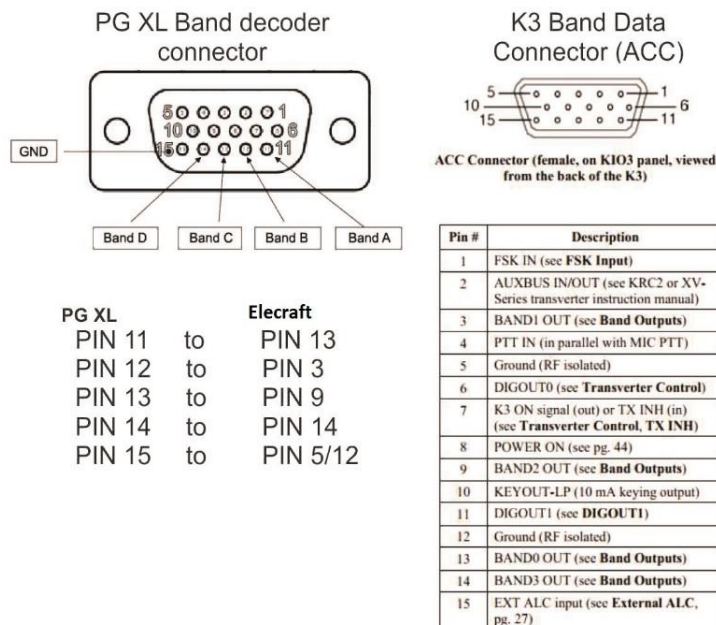 PG XL Band decoder
connector
5 1
10 6
15 11
GND
Band D Band C Band B Band A
PG XL Elecraft
PIN 11 to PIN 13
PIN 12 to PIN 3
PIN 13 to PIN 9
PIN 14 to PIN 14
PIN 15 to PIN 5/12
K3 Band Data
Connector (ACC)
5 1
10 6
15 11
ACC Connector (female, on KIO3 panel, viewed
from the back of the K3)
Pin # Description
1 FSK IN (see FSK Input)
2 AUXBUS IN/OUT (see KRC2 or XV-
Series transverter instruction manual)
3 BAND1 OUT (see Band Outputs)
4 PTT IN (in parallel with MIC PTT)
5 Ground (RF isolated)
6 DIGOUT0 (see Transverter Control)
7 K3 ON signal (out) or TX INH (in)
(see Transverter Control, TX INH)
8 POWER ON (see pg. 44)
9 BAND2 OUT (see Band Outputs)
10 KEYOUT-LP (10 mA keying output)
11 DIGOUT1 (see DIGOUT1)
12 Ground (RF isolated)
13 BAND0 OUT (see Band Outputs)
14 BAND3 OUT (see Band Outputs)
15 EXT ALC input (see External ALC,
pg. 27)